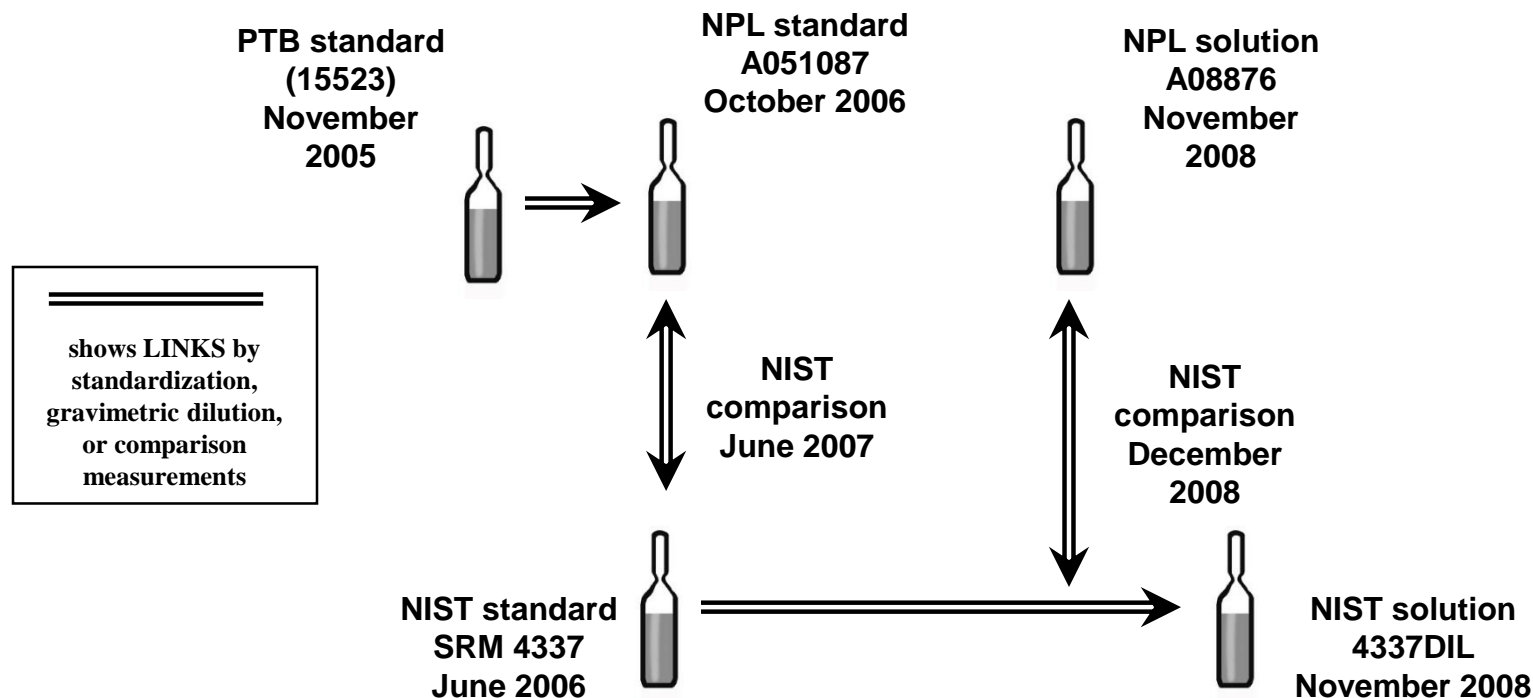 PTB standard
(15523)
November
2005
NPL standard
A051087
October 2006
NPL solution
A08876
November
2008
shows LINKS by
standardization,
gravimetric dilution,
or comparison
measurements
NIST
comparison
June 2007
NIST
comparison
December
2008
NIST standard
SRM 4337
June 2006
NIST solution
4337DIL
November 2008